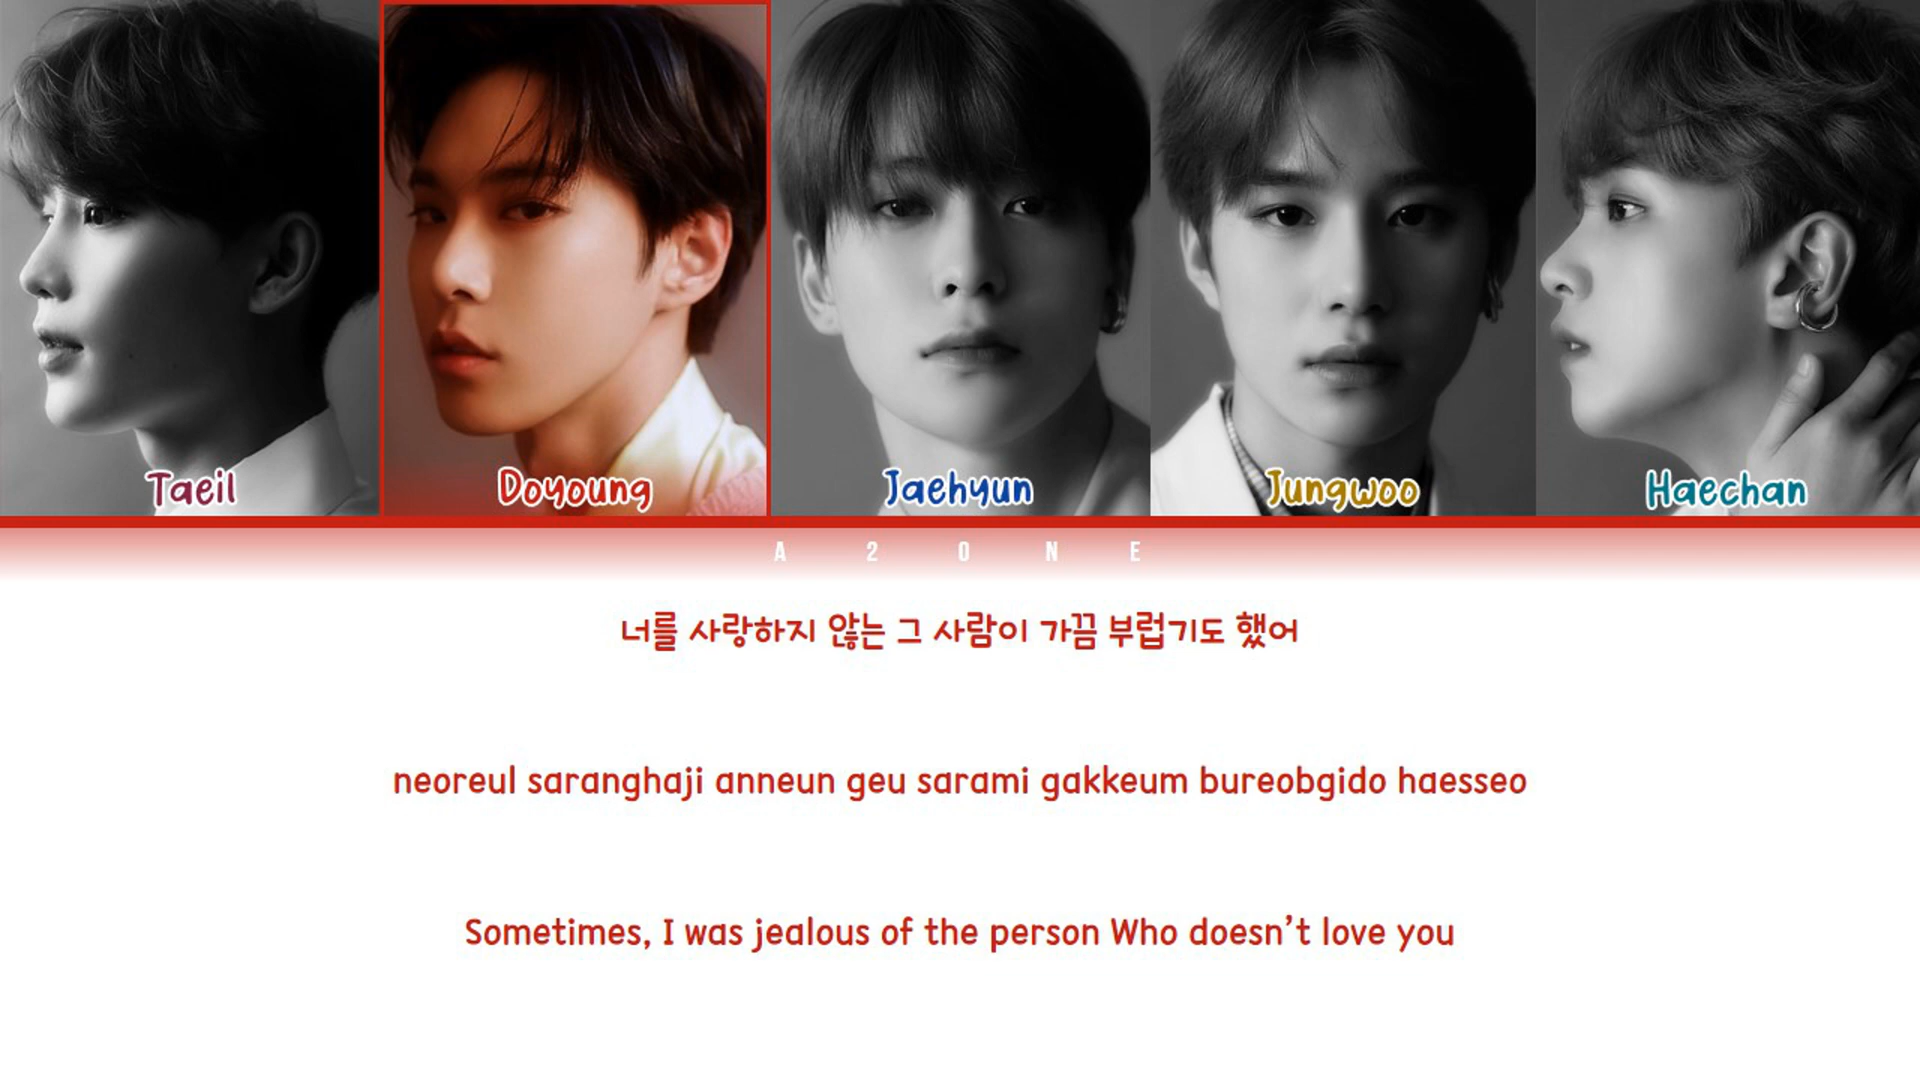 Taeil
Doyoung
Jaehyun
Jungwoo
Haechan
A 2 O N E
너를 사랑하지 않는 그 사람이 가끔 부럽기도 했어
neoreul saranghaji anneun geu sarami gakkeum bureobgido haesseo
Sometimes, I was jealous of the person Who doesn't love you